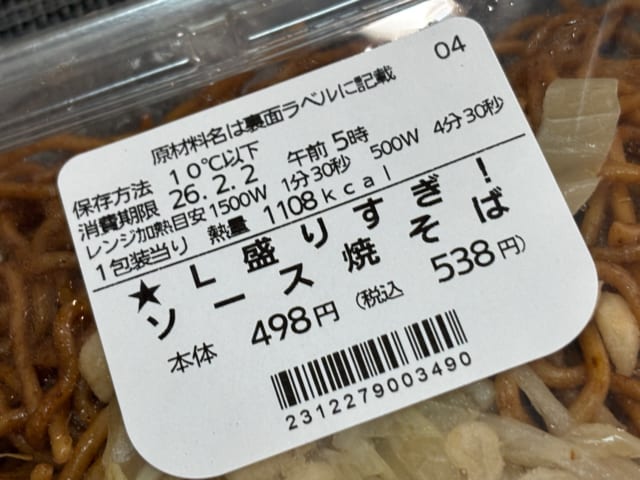 04
原材料名は裏面ラベルに記載
保存方法 10℃以下
消費期限 26.2.2 午前5時
レンジ加熱目安 1500W 1分30秒 500W 4分30秒
1包装当り 熱量 1108kcal
★L盛りすぎ!
ソース焼そば
本体 498円 (税込 538円)
2312279003490